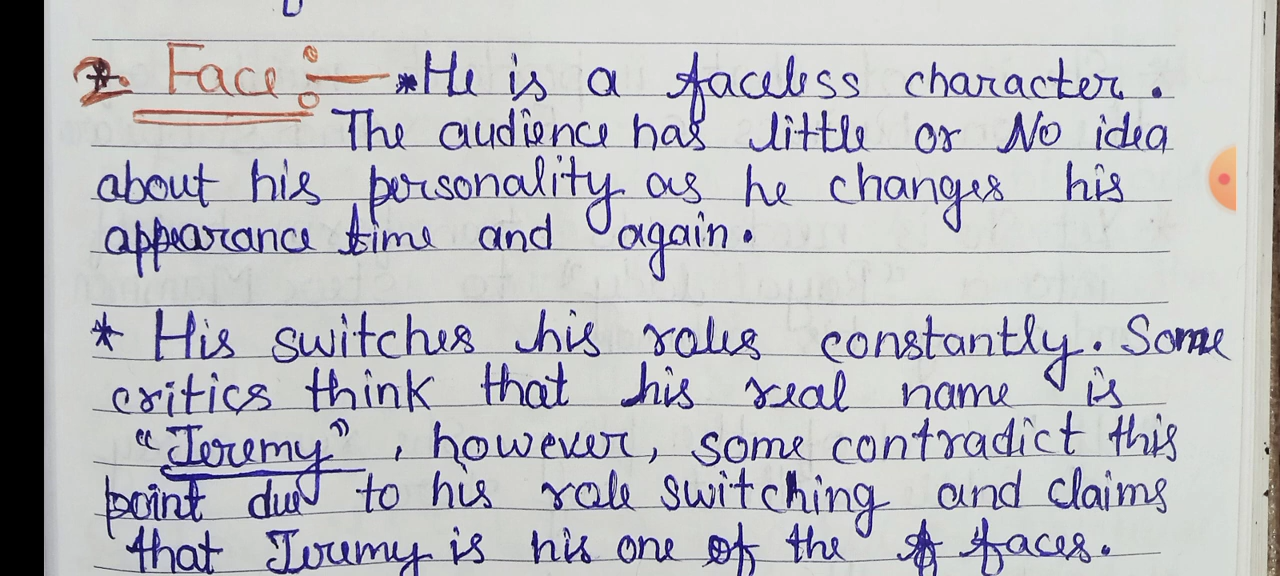 2. Face :— * He is a faceless character.
The audience has little or No idea
about his personality as he changes his
appearance time and again.
* His switches his roles constantly. Some
critics think that his real name is
"Jeremy", however, some contradict this
point due to his role switching and claims
that Jeremy is his one of the faces.